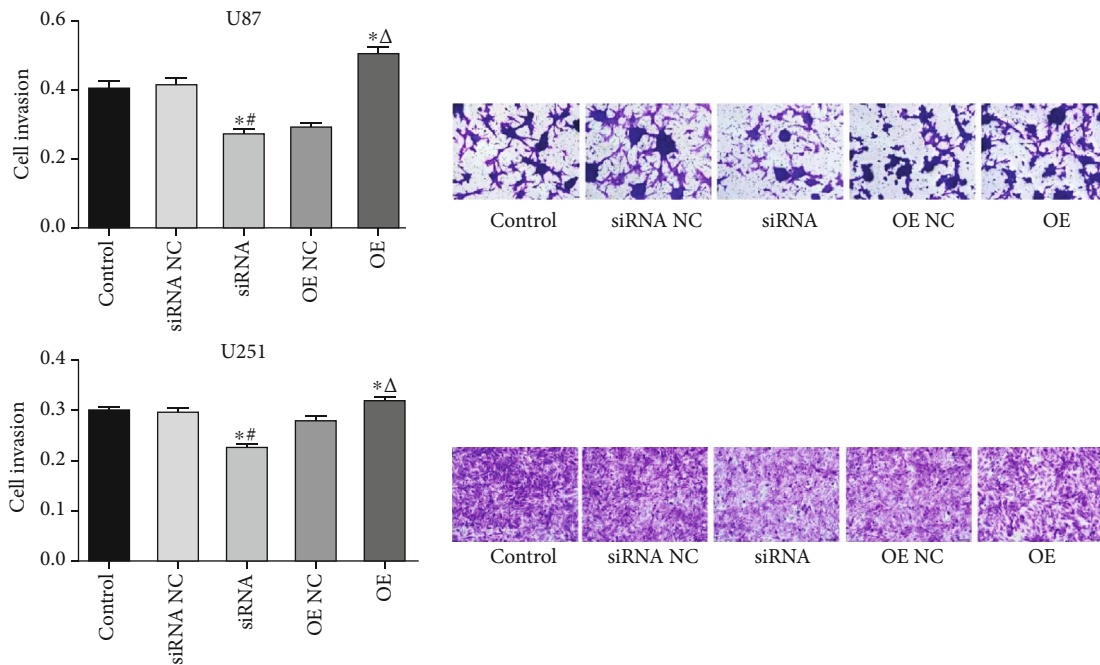 U87
Cell invasion
0.6
0.4
0.2
0.0
*#
*Δ
Control
siRNA NC
siRNA
OE NC
OE
Control
siRNA NC
siRNA
OE NC
OE
U251
Cell invasion
0.4
0.3
0.2
0.1
0.0
*#
*Δ
Control
siRNA NC
siRNA
OE NC
OE
Control
siRNA NC
siRNA
OE NC
OE